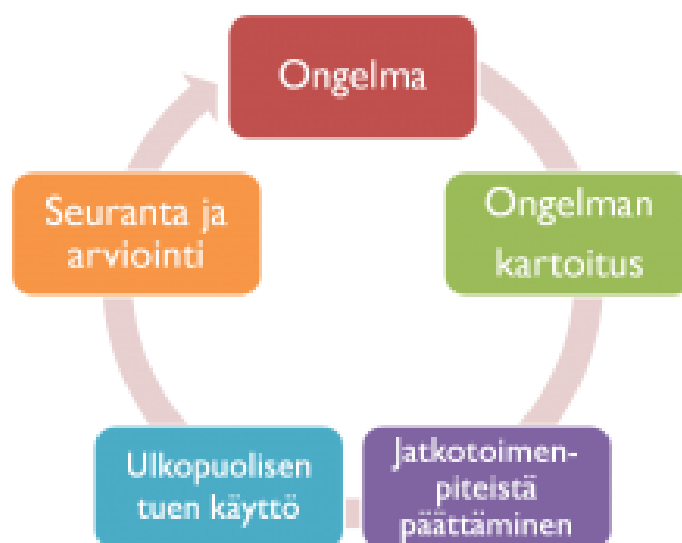 Ongelma
Ongelman
kartoitus
Jatkotoimen-
piteistä
päättäminen
Ulkopuolisen
tuen käyttö
Seuranta ja
arviointi